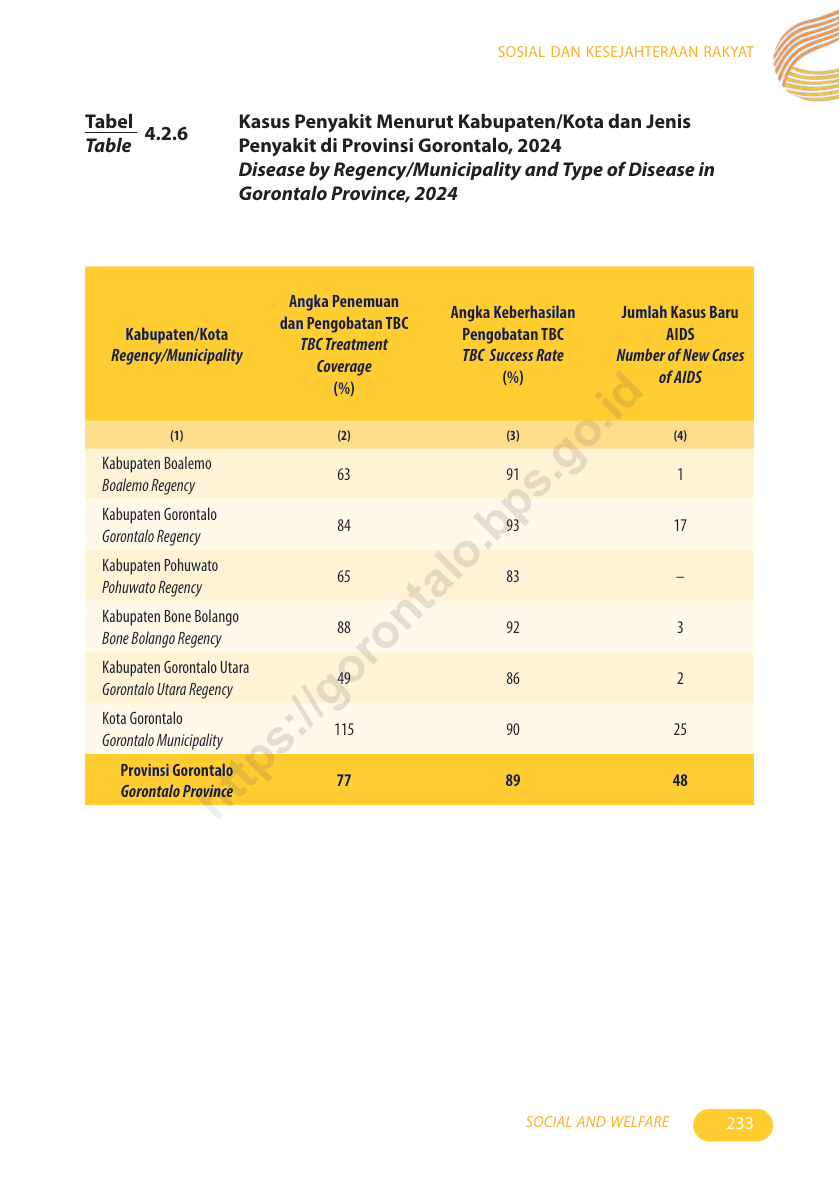 SOSIAL DAN KESEJAHTERAAN RAKYAT
Tabel
Table
4.2.6
Kasus Penyakit Menurut Kabupaten/Kota dan Jenis
Penyakit di Provinsi Gorontalo, 2024
Disease by Regency/Municipality and Type of Disease in
Gorontalo Province, 2024
Kabupaten/Kota
Regency/Municipality
Angka Penemuan
dan Pengobatan TBC
TBC Treatment
Coverage
(%)
Angka Keberhasilan
Pengobatan TBC
TBC Success Rate
(%)
Jumlah Kasus Baru
AIDS
Number of New Cases
of AIDS
(1) (2) (3) (4)
Kabupaten Boalemo
Boalemo Regency
63 91 1
Kabupaten Gorontalo
Gorontalo Regency
84 93 17
Kabupaten Pohuwato
Pohuwato Regency
65 83 –
Kabupaten Bone Bolango
Bone Bolango Regency
88 92 3
Kabupaten Gorontalo Utara
Gorontalo Utara Regency
49 86 2
Kota Gorontalo
Gorontalo Municipality
115 90 25
Provinsi Gorontalo
Gorontalo Province
77 89 48
https://gorontalo.bps.go.id
SOCIAL AND WELFARE
233